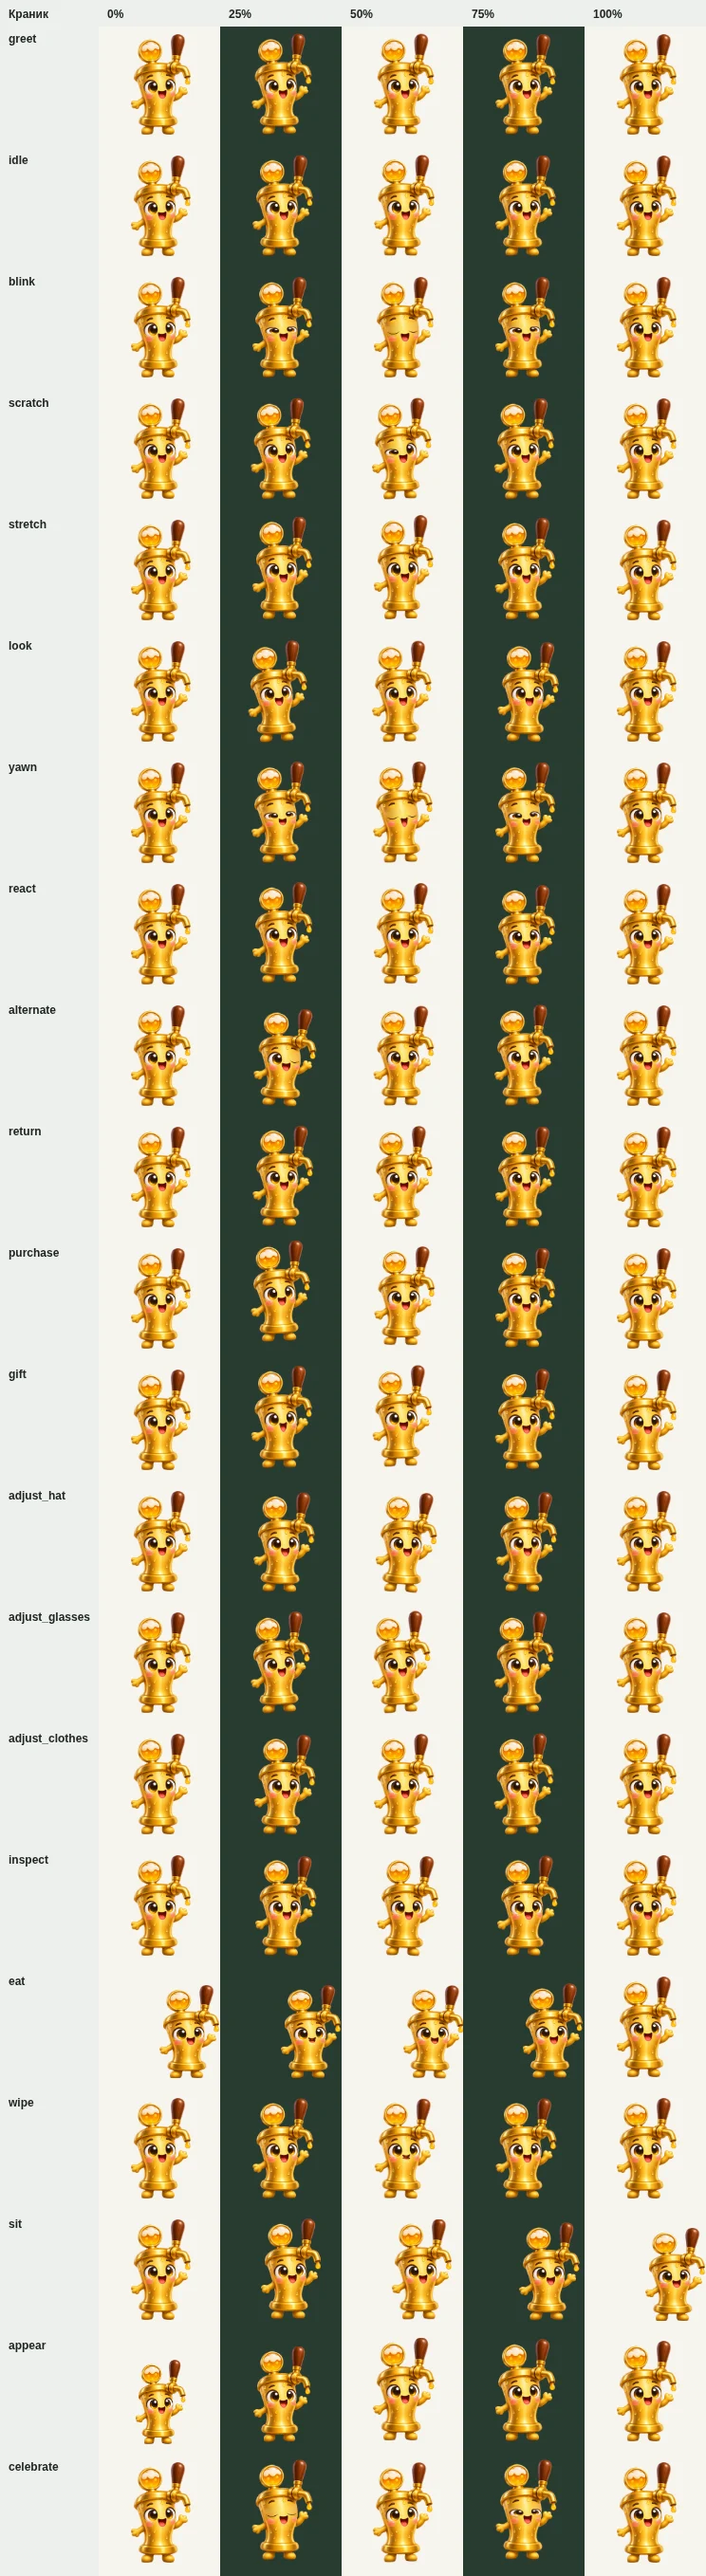 Краник 0% 25% 50% 75% 100%
greet
idle
blink
scratch
stretch
look
yawn
react
alternate
return
purchase
gift
adjust_hat
adjust_glasses
adjust_clothes
inspect
eat
wipe
sit
appear
celebrate